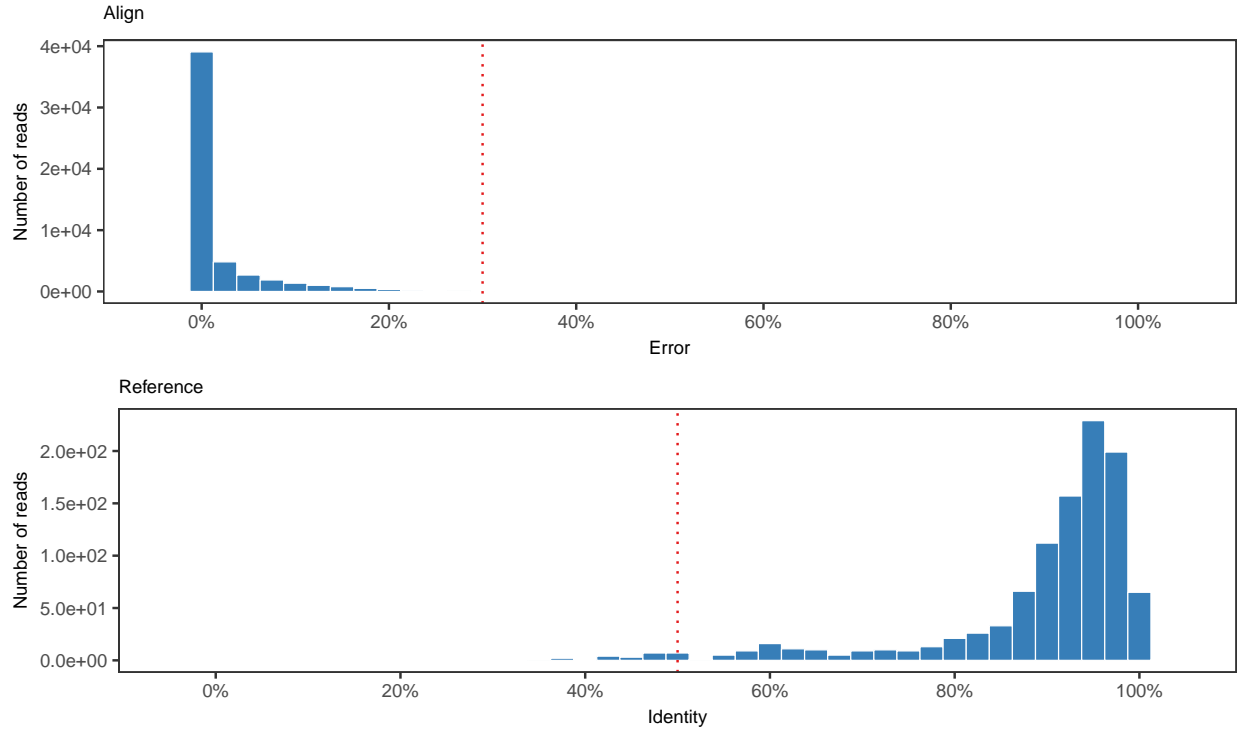 Align
Number of reads
4e+04
3e+04
2e+04
1e+04
0e+00
0% 20% 40% 60% 80% 100%
Error
Reference
Number of reads
2.0e+02
1.5e+02
1.0e+02
5.0e+01
0.0e+00
0% 20% 40% 60% 80% 100%
Identity